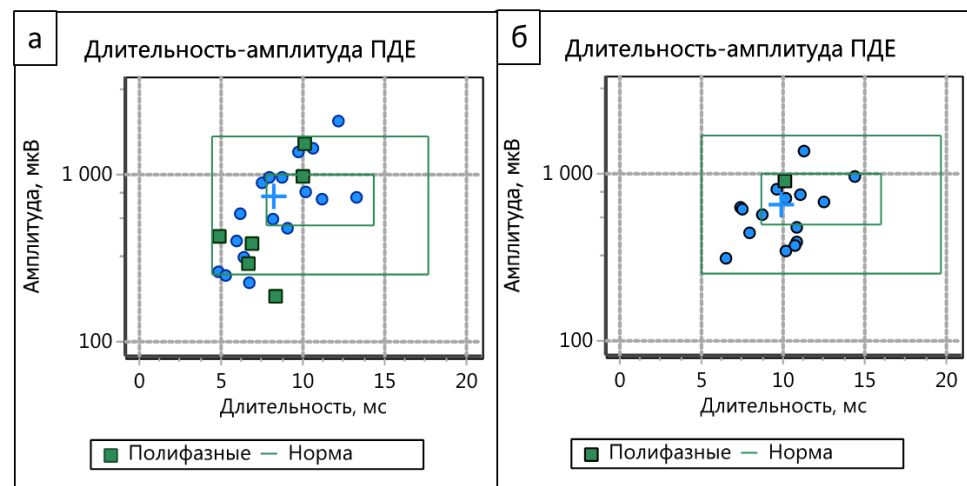 а
Длительность-амплитуда ПДЕ
Амплитуда, мкВ
1 000
100
0 5 10 15 20
Длительность, мс
Полифазные Норма
б
Длительность-амплитуда ПДЕ
Амплитуда, мкВ
1 000
100
0 5 10 15 20
Длительность, мс
Полифазные Норма